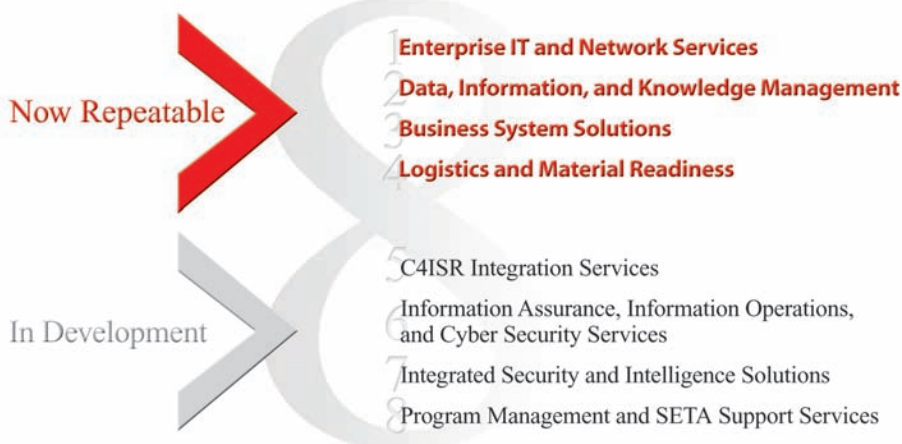 8
Now Repeatable
1 Enterprise IT and Network Services
2 Data, Information, and Knowledge Management
3 Business System Solutions
4 Logistics and Material Readiness
In Development
5 C4ISR Integration Services
6 Information Assurance, Information Operations,
and Cyber Security Services
7 Integrated Security and Intelligence Solutions
8 Program Management and SETA Support Services